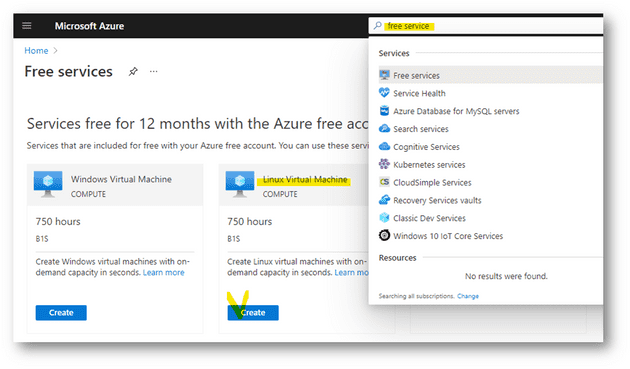 Microsoft Azure
free service
Home >
Free services
...
Services free for 12 months with the Azure free acc
Services that are included for free with your Azure free account. You can use these servi
Windows Virtual Machine
COMPUTE
750 hours
B1S
Create Windows virtual machines with on-
demand capacity in seconds. Learn more
Create
Linux Virtual Machine
COMPUTE
750 hours
B1S
Create Linux virtual machines with on-
demand capacity in seconds. Learn more
Create
Services
Free services
Service Health
Azure Database for MySQL servers
Search services
Cognitive Services
Kubernetes services
CS CloudSimple Services
Recovery Services vaults
Classic Dev Services
Windows 10 IoT Core Services
Resources
No results were found.
Searching all subscriptions. Change